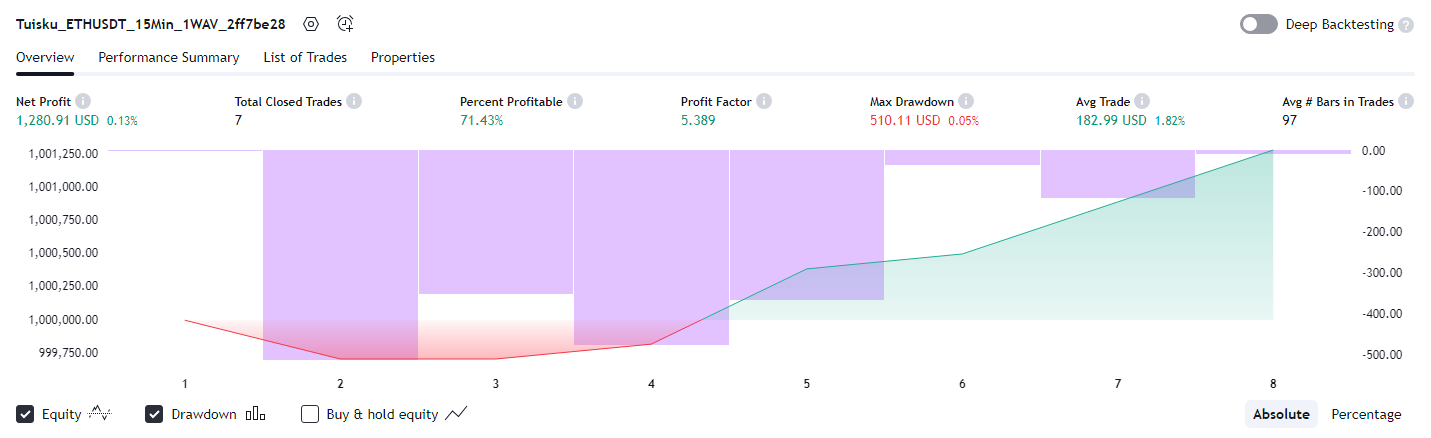 Tuisku_ETHUSDT_15Min_1WAV_2ff7be28 Deep Backtesting ?
Overview Performance Summary List of Trades Properties
Net Profit i Total Closed Trades i Percent Profitable i Profit Factor i Max Drawdown i Avg Trade i Avg # Bars in Trades i
1,280.91 USD 0.13% 7 71.43% 5.389 510.11 USD 0.05% 182.99 USD 1.82% 97
1,001,250.00 0.00
1,001,000.00 -100.00
1,000,750.00 -200.00
1,000,500.00 -300.00
1,000,250.00 -400.00
1,000,000.00 -500.00
999,750.00
1 2 3 4 5 6 7 8
Equity Drawdown Buy & hold equity Absolute Percentage